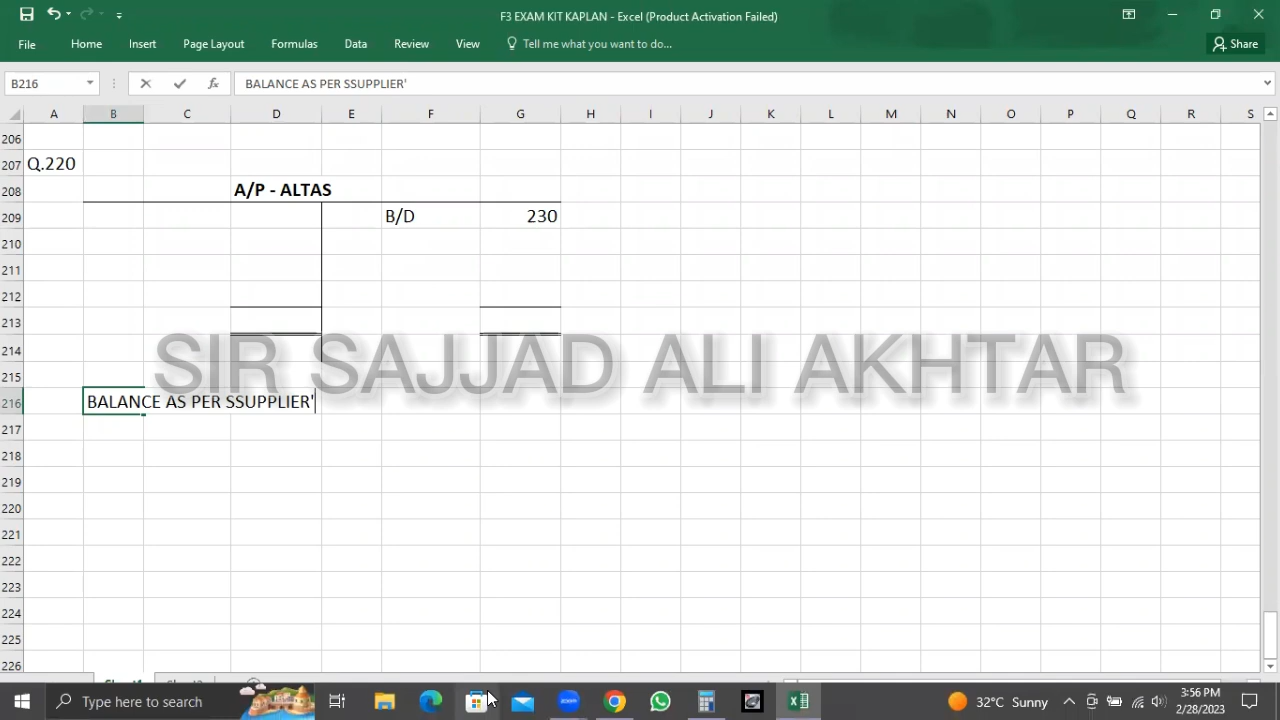 F3 EXAM KIT KAPLAN - Excel (Product Activation Failed)
File Home Insert Page Layout Formulas Data Review View Tell me what you want to do... Share
B216 fx BALANCE AS PER SSUPPLIER'
A B C D E F G H I J K L M N O P Q R S
206
207 Q.220
208 A/P - ALTAS
209 B/D 230
210
211
212
213
214
SIR SAJJAD ALI AKHTAR
215
216 BALANCE AS PER SSUPPLIER'
217
218
219
220
221
222
223
224
225
226
Sheet1 Sheet2
Type here to search
32°C Sunny
3:56 PM
2/28/2023